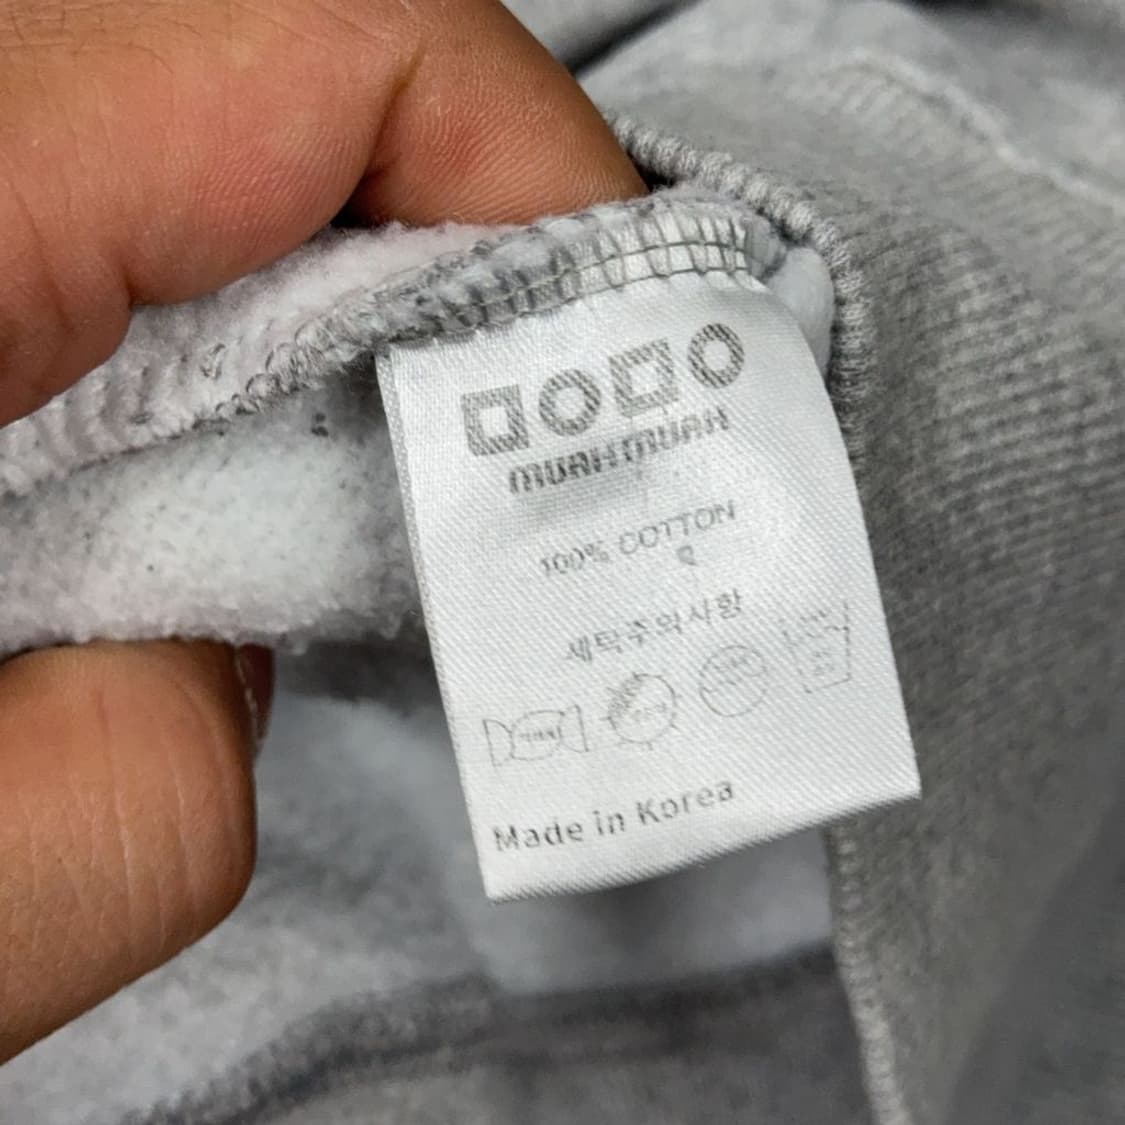 MUAHMUAH
100% COTTON
세탁주의사항
Made in Korea